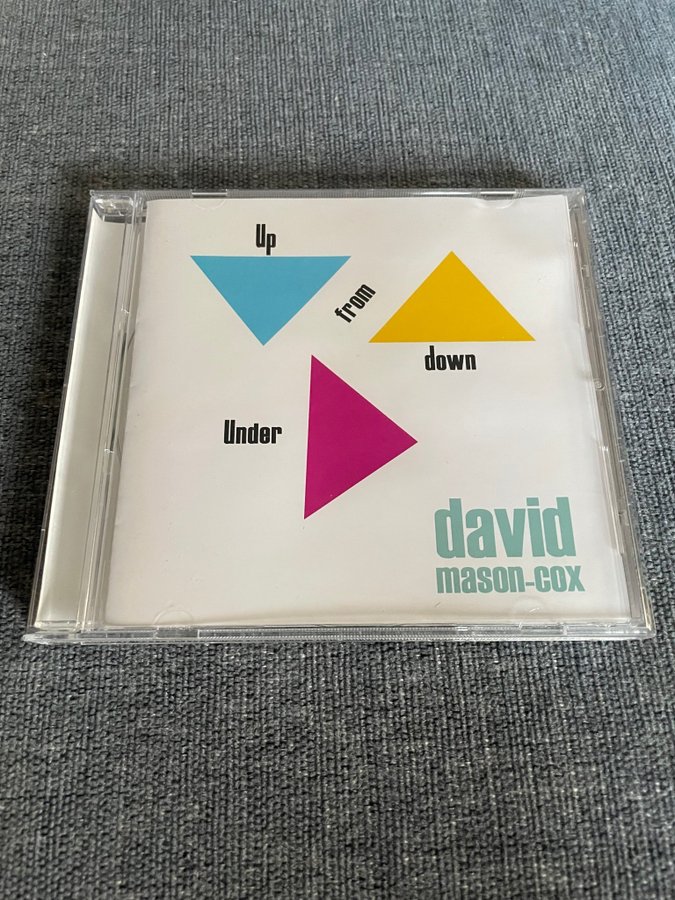 Up
from
down
Under
david
mason-cox